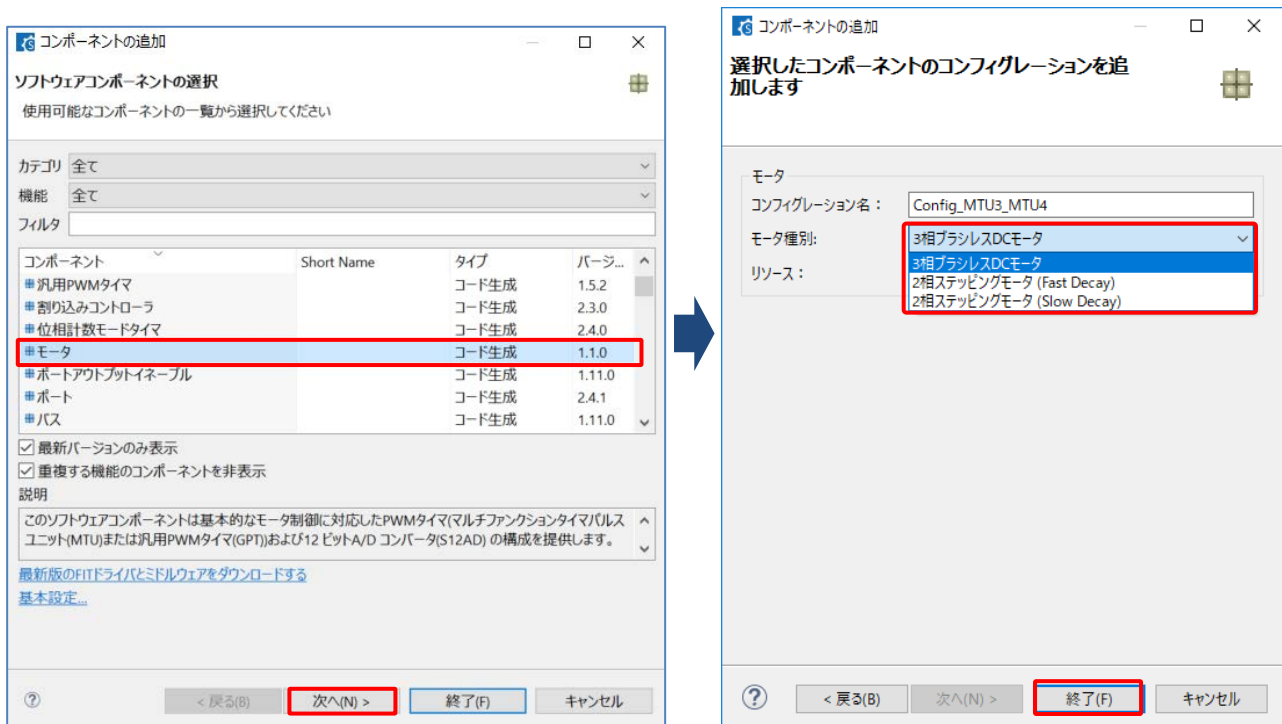 コンポーネントの追加
ソフトウェアコンポーネントの選択
使用可能なコンポーネントの一覧から選択してください
カテゴリ 全て
機能 全て
フィルタ
コンポーネント Short Name タイプ バージ...
汎用PWMタイマ コード生成 1.5.2
割り込みコントローラ コード生成 2.3.0
位相計数モードタイマ コード生成 2.4.0
モータ コード生成 1.1.0
ポートアウトプットイネーブル コード生成 1.11.0
ポート コード生成 2.4.1
バス コード生成 1.11.0
最新バージョンのみ表示
重複する機能のコンポーネントを非表示
説明
このソフトウェアコンポーネントは基本的なモータ制御に対応したPWMタイマ(マルチファンクションタイマパルス
ユニット(MTU)または汎用PWMタイマ(GPT))および12 ビットA/D コンバータ(S12AD) の構成を提供します。
最新版のFITドライバとミドルウェアをダウンロードする
基本設定...
? < 戻る(B) 次へ(N) > 終了(F) キャンセル
コンポーネントの追加
選択したコンポーネントのコンフィグレーションを追
加します
モータ
コンフィグレーション名： Config_MTU3_MTU4
モータ種別: 3相ブラシレスDCモータ
リソース：
3相ブラシレスDCモータ
2相ステッピングモータ (Fast Decay)
2相ステッピングモータ (Slow Decay)
? < 戻る(B) 次へ(N) > 終了(F) キャンセル